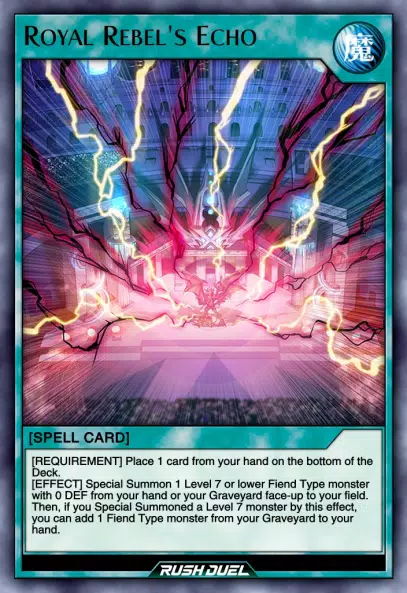 Royal Rebel's Echo
魔
[SPELL CARD]
[REQUIREMENT] Place 1 card from your hand on the bottom of the
Deck.
[EFFECT] Special Summon 1 Level 7 or lower Fiend Type monster
with 0 DEF from your hand or your Graveyard face-up to your field.
Then, if you Special Summoned a Level 7 monster by this effect,
you can add 1 Fiend Type monster from your Graveyard to your
hand.
RUSH DUEL